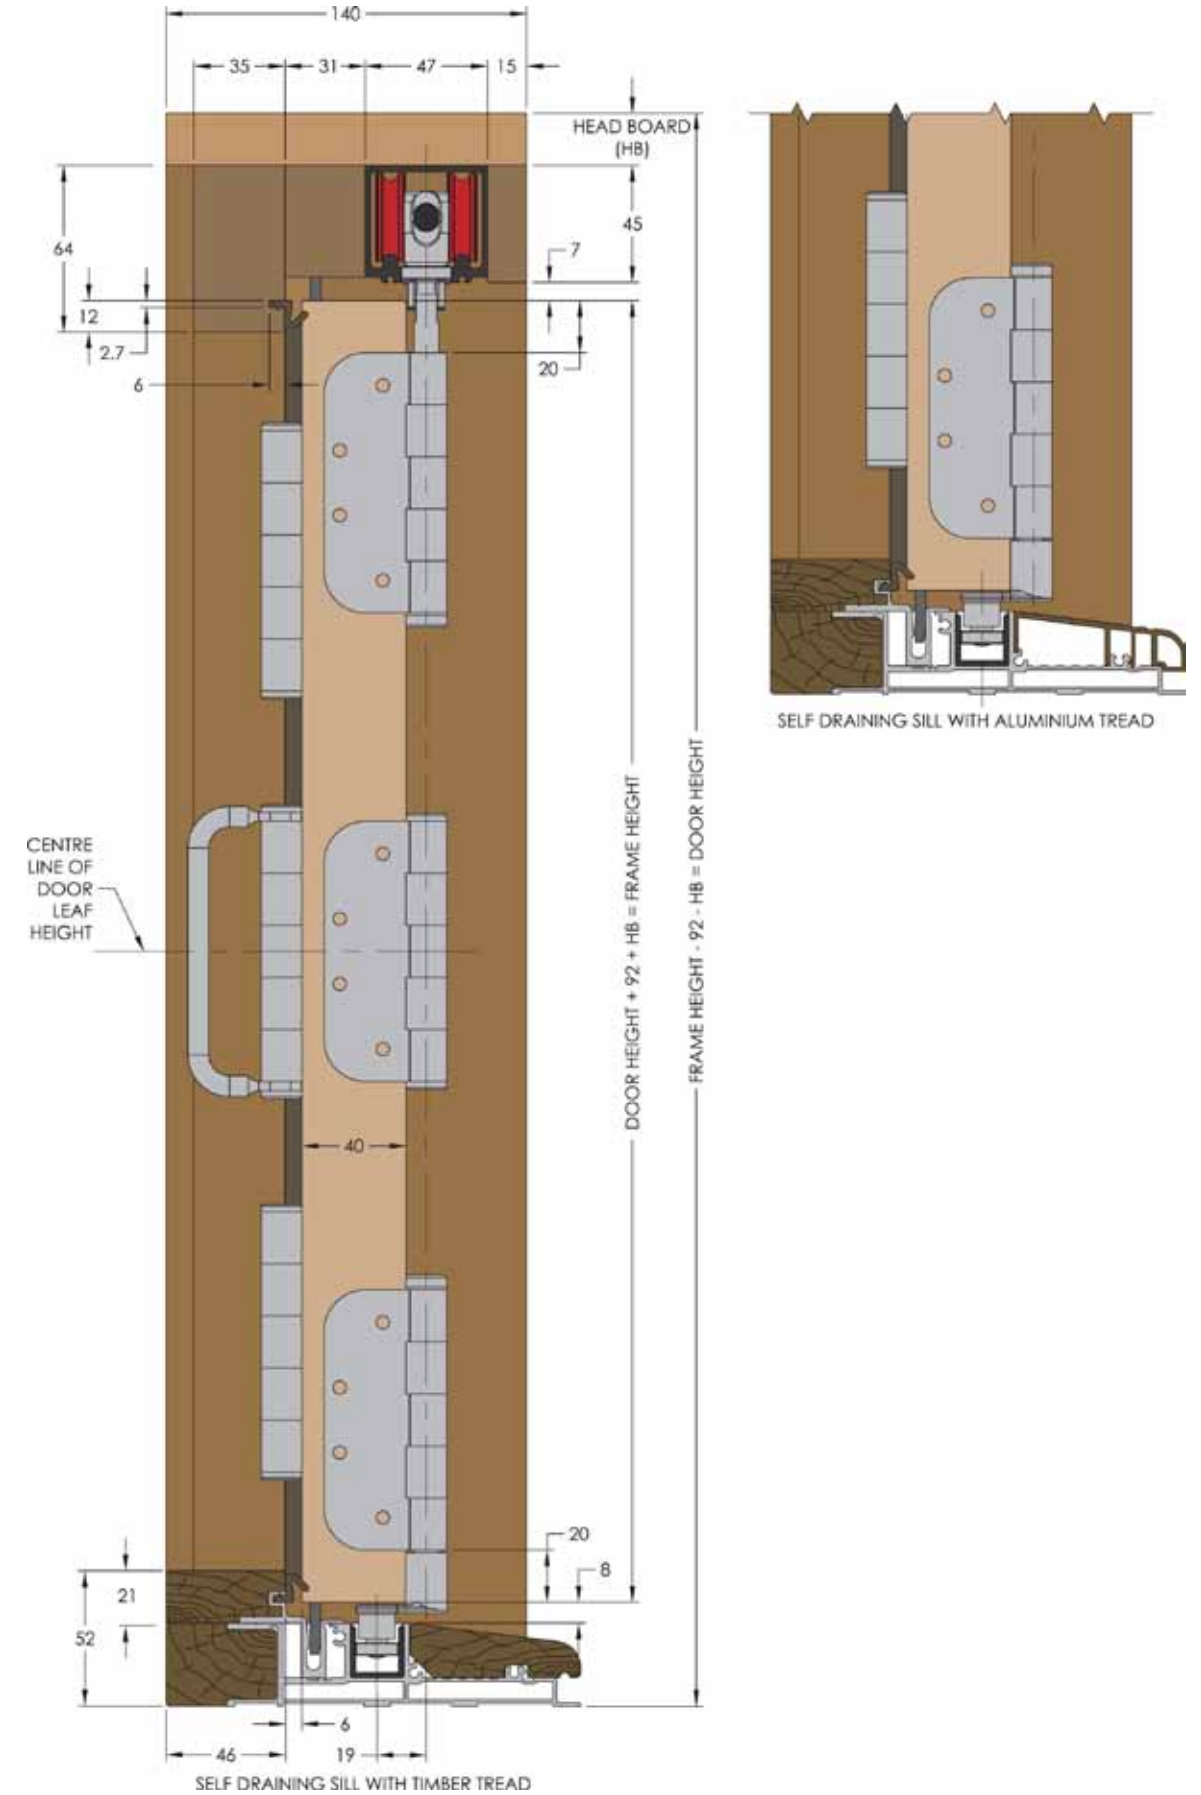 140
35
31
47
15
HEAD BOARD
(HB)
64
45
7
12
2.7
6
20
SELF DRAINING SILL WITH ALUMINIUM TREAD
DOOR HEIGHT + 92 + HB = FRAME HEIGHT
FRAME HEIGHT - 92 - HB = DOOR HEIGHT
CENTRE
LINE OF
DOOR
LEAF
HEIGHT
40
20
8
21
52
6
46
19
SELF DRAINING SILL WITH TIMBER TREAD